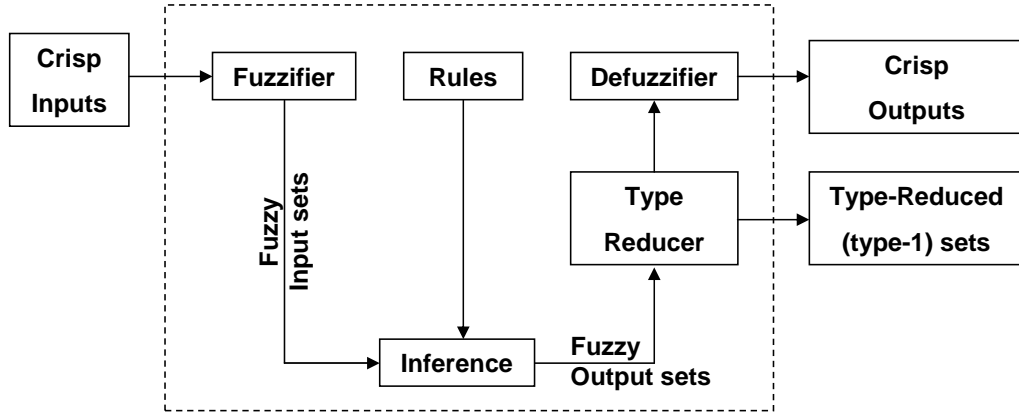 Crisp
Inputs
Fuzzifier
Rules
Defuzzifier
Crisp
Outputs
Fuzzy
Input sets
Type
Reducer
Type-Reduced
(type-1) sets
Inference
Fuzzy
Output sets